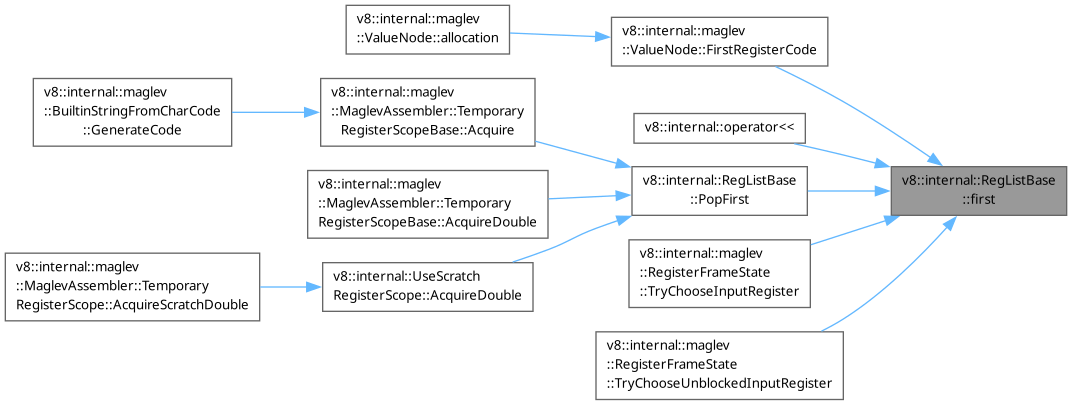 v8::internal::maglev
::ValueNode::allocation
v8::internal::maglev
::ValueNode::FirstRegisterCode
v8::internal::maglev
::BuiltinStringFromCharCode
::GenerateCode
v8::internal::maglev
::MaglevAssembler::Temporary
RegisterScopeBase::Acquire
v8::internal::operator<<
v8::internal::RegListBase
::PopFirst
v8::internal::RegListBase
::first
v8::internal::maglev
::MaglevAssembler::Temporary
RegisterScopeBase::AcquireDouble
v8::internal::maglev
::RegisterFrameState
::TryChooseInputRegister
v8::internal::maglev
::MaglevAssembler::Temporary
RegisterScope::AcquireScratchDouble
v8::internal::UseScratch
RegisterScope::AcquireDouble
v8::internal::maglev
::RegisterFrameState
::TryChooseUnblockedInputRegister